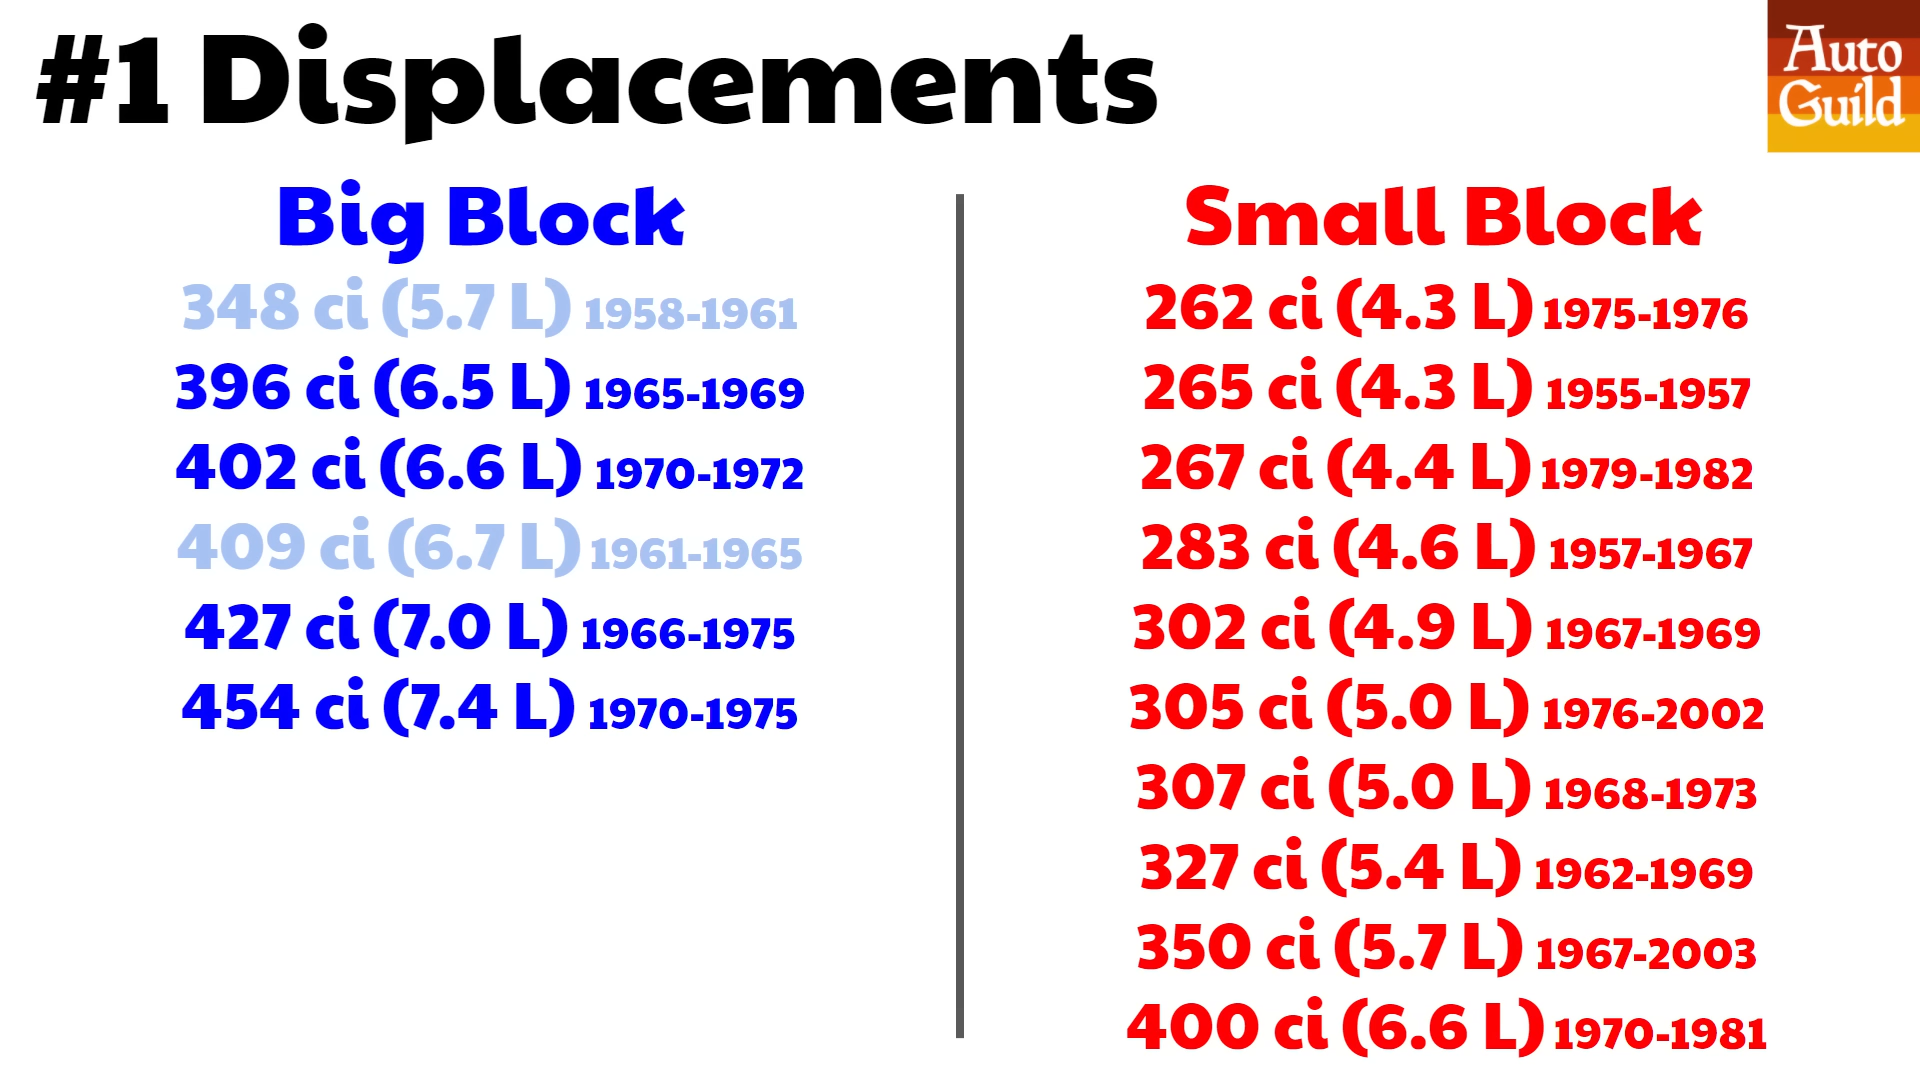 #1 Displacements
Auto
Guild
Big Block
348 ci (5.7 L) 1958-1961
396 ci (6.5 L) 1965-1969
402 ci (6.6 L) 1970-1972
409 ci (6.7 L) 1961-1965
427 ci (7.0 L) 1966-1975
454 ci (7.4 L) 1970-1975
Small Block
262 ci (4.3 L) 1975-1976
265 ci (4.3 L) 1955-1957
267 ci (4.4 L) 1979-1982
283 ci (4.6 L) 1957-1967
302 ci (4.9 L) 1967-1969
305 ci (5.0 L) 1976-2002
307 ci (5.0 L) 1968-1973
327 ci (5.4 L) 1962-1969
350 ci (5.7 L) 1967-2003
400 ci (6.6 L) 1970-1981